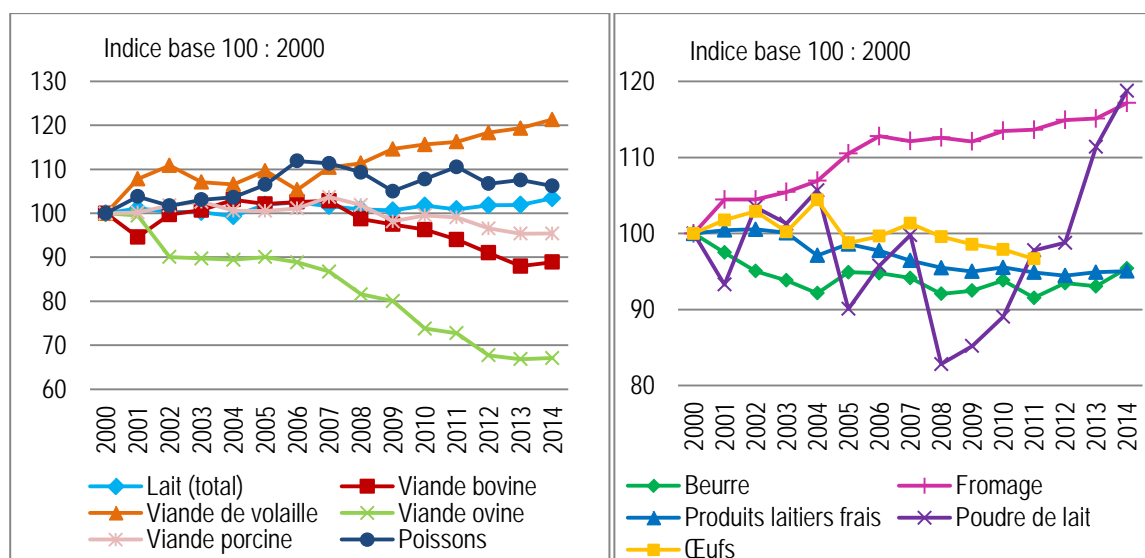 Indice base 100 : 2000
130
120
110
100
90
80
70
60
2000 2001 2002 2003 2004 2005 2006 2007 2008 2009 2010 2011 2012 2013 2014
Lait (total) Viande bovine
Viande de volaille Viande ovine
Viande porcine Poissons
Indice base 100 : 2000
120
110
100
90
80
2000 2001 2002 2003 2004 2005 2006 2007 2008 2009 2010 2011 2012 2013 2014
Beurre Fromage
Produits laitiers frais Poudre de lait
Œufs